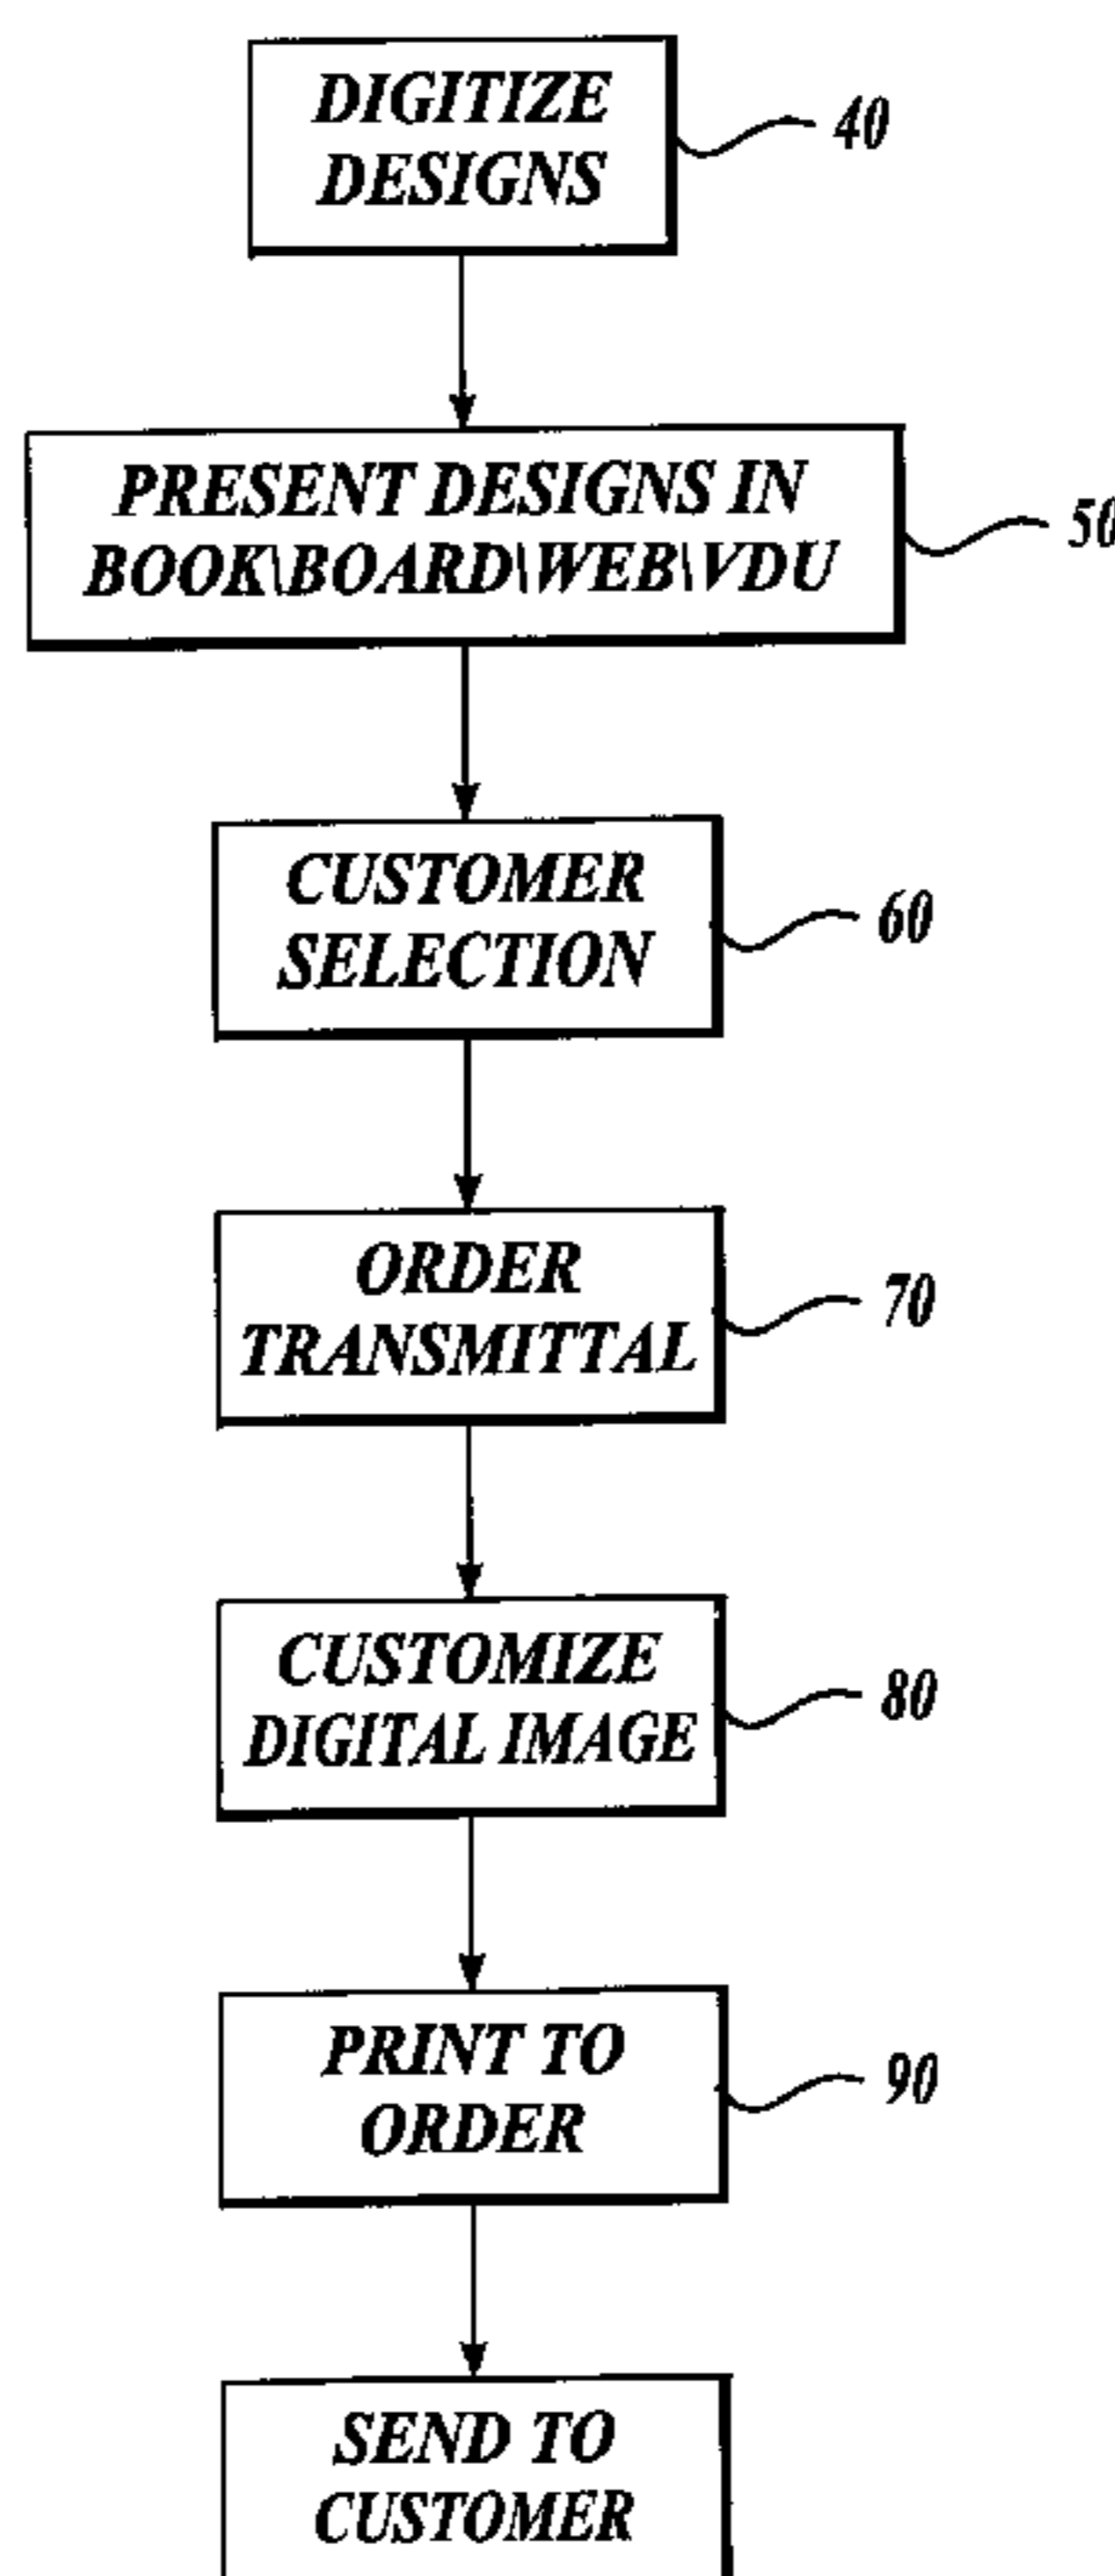 DIGITIZE
DESIGNS
40
PRESENT DESIGNS IN
BOOK\BOARD\WEB\VDU
50
CUSTOMER
SELECTION
60
ORDER
TRANSMITTAL
70
CUSTOMIZE
DIGITAL IMAGE
80
PRINT TO
ORDER
90
SEND TO
CUSTOMER